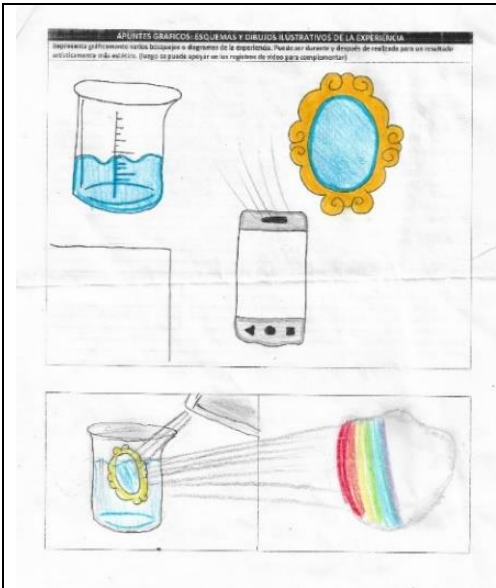 APUNTES GRÁFICOS: ESQUEMAS Y DIBUJOS ILUSTRATIVOS DE LA EXPERIENCIA
Representa gráficamente varios bosquejos o diagramas de la experiencia. Puede ser durante y después de realizada para un resultado
artísticamente más estético. (luego se puede apoyar en los registros de video para complementar)